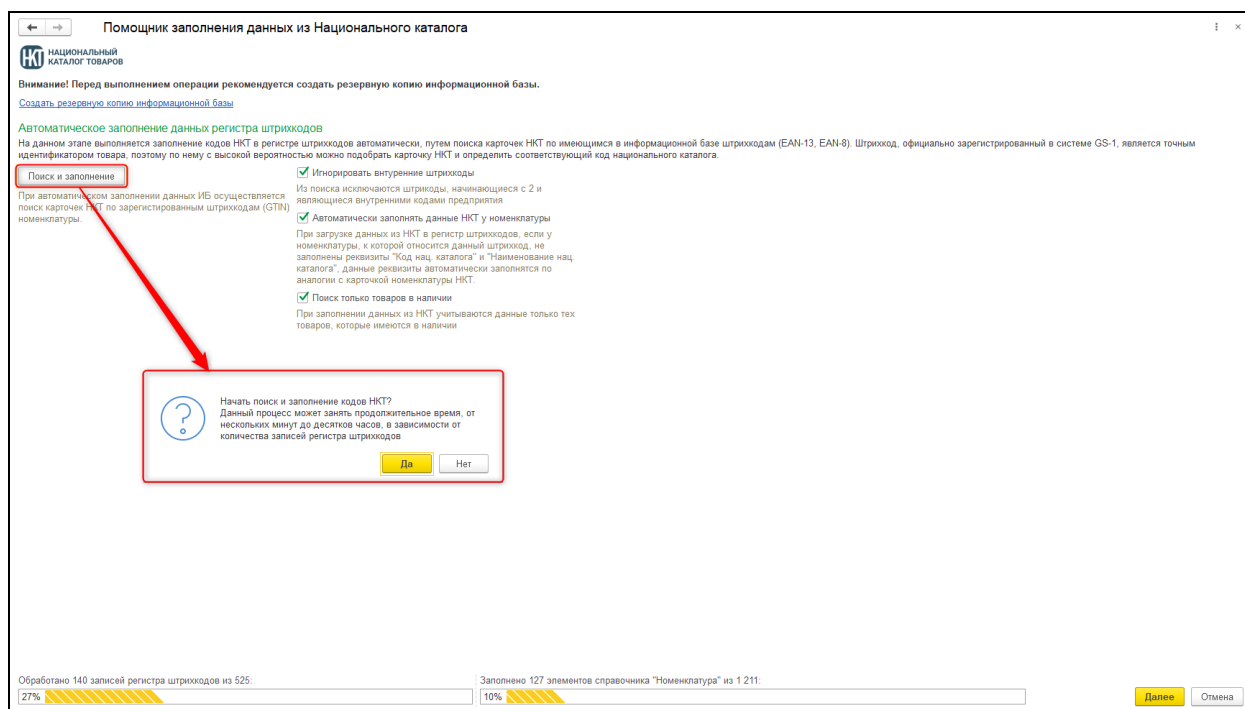 Помощник заполнения данных из Национального каталога
НКТ НАЦИОНАЛЬНЫЙ
КАТАЛОГ ТОВАРОВ
Внимание! Перед выполнением операции рекомендуется создать резервную копию информационной базы.
Создать резервную копию информационной базы
Автоматическое заполнение данных регистра штрихкодов
На данном этапе выполняется заполнение кодов НКТ в регистре штрихкодов автоматически, путем поиска карточек НКТ по имеющимся в информационной базе штрихкодам (EAN-13, EAN-8). Штрихкод, официально зарегистрированный в системе GS-1, является точным
идентификатором товара, поэтому по нему с высокой вероятностью можно подобрать карточку НКТ и определить соответствующий код национального каталога.
Поиск и заполнение
При автоматическом заполнении данных ИБ осуществляется
поиск карточек НКТ по зарегистированным штрихкодам (GTIN)
номенклатуры.
Игнорировать внтуренние штрихкоды
Из поиска исключаются штрикоды, начинающиеся с 2 и
являющиеся внутренними кодами предприятия
Автоматически заполнять данные НКТ у номенклатуры
При загрузке данных из НКТ в регистр штрихкодов, если у
номенклатуры, к которой относится данный штрихкод, не
заполнены реквизиты "Код нац. каталога" и "Наименование нац.
каталога", данные реквизиты автоматически заполнятся по
аналогии с карточкой номенклатуры НКТ.
Поиск только товаров в наличии
При заполнении данных из НКТ учитываются данные только тех
товаров, которые имеются в наличии
Начать поиск и заполнение кодов НКТ?
Данный процесс может занять продолжительное время, от
нескольких минут до десятков часов, в зависимости от
количества записей регистра штрихкодов
Да Нет
Обработано 140 записей регистра штрихкодов из 525:
27%
Заполнено 127 элементов справочника "Номенклатура" из 1 211:
10%
Далее Отмена